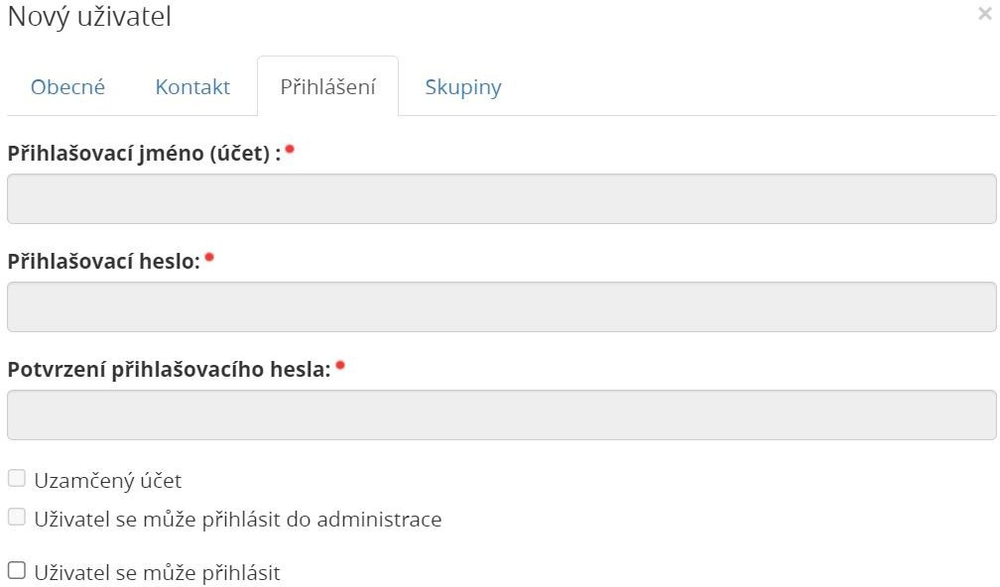 Nový uživatel ×
Obecné Kontakt Přihlášení Skupiny
Přihlašovací jméno (účet) :
Přihlašovací heslo:
Potvrzení přihlašovacího hesla:
Uzamčený účet
Uživatel se může přihlásit do administrace
Uživatel se může přihlásit